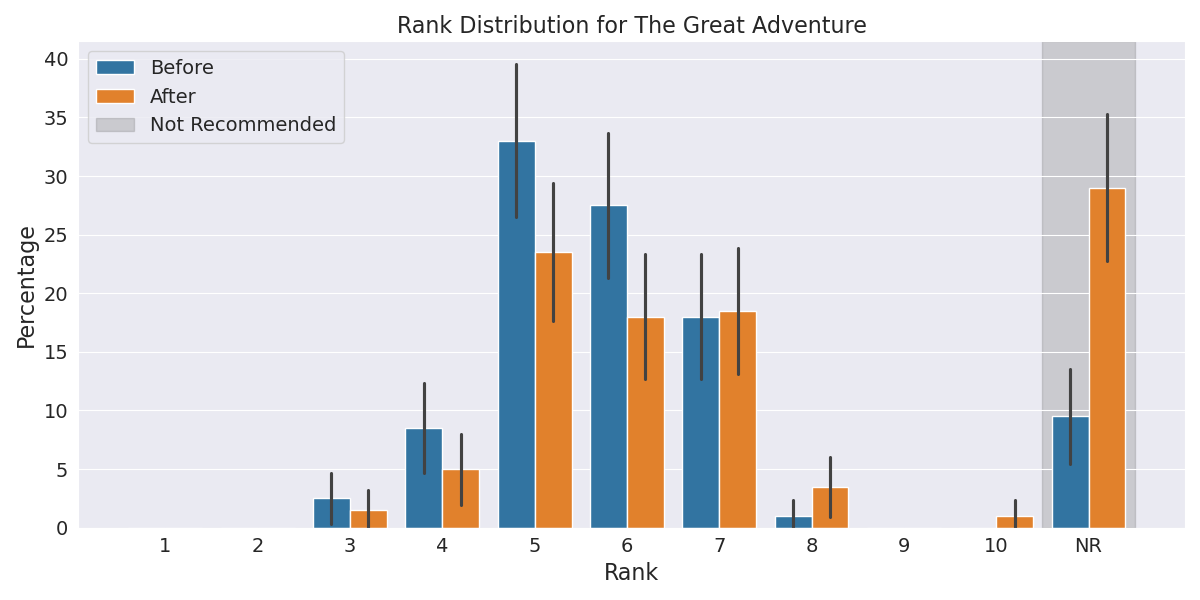 Rank Distribution for The Great Adventure
Before
After
Not Recommended
Percentage
40
35
30
25
20
15
10
5
0
1 2 3 4 5 6 7 8 9 10 NR
Rank